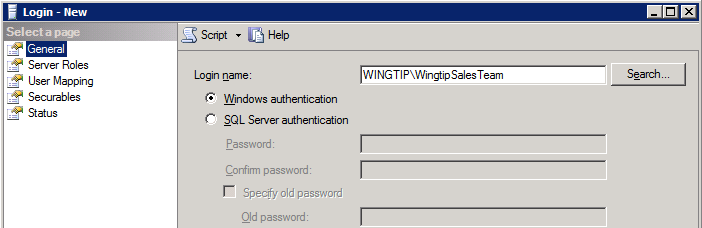 Login - New
Select a page
General
Server Roles
User Mapping
Securables
Status
Script Help
Login name: WINGTIP\WingtipSalesTeam Search...
Windows authentication
SQL Server authentication
Password:
Confirm password:
Specify old password
Old password: